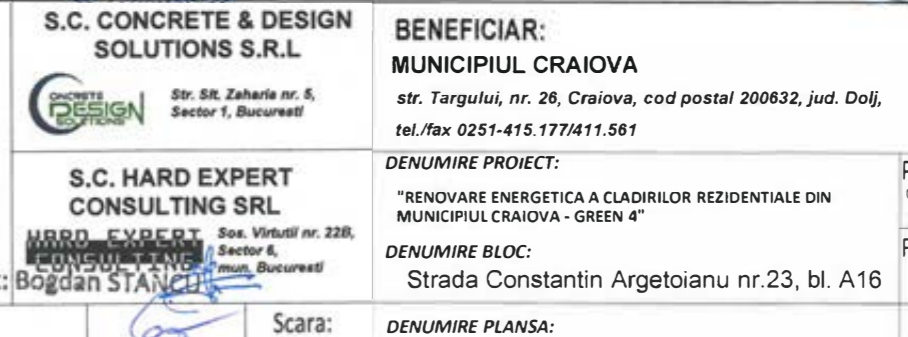 S.C. CONCRETE & DESIGN
SOLUTIONS S.R.L
CONCRETE
DESIGN
SOLUTIONS
Str. Sft. Zaharia nr. 5,
Sector 1, Bucuresti
BENEFICIAR:
MUNICIPIUL CRAIOVA
str. Targului, nr. 26, Craiova, cod postal 200632, jud. Dolj,
tel./fax 0251-415.177/411.561
S.C. HARD EXPERT
CONSULTING SRL
HARD EXPERT
CONSULTING
Sos. Virtutii nr. 22B,
Sector 6,
mun. Bucuresti
Bogdan STANCU
DENUMIRE PROIECT:
"RENOVARE ENERGETICA A CLADIRILOR REZIDENTIALE DIN
MUNICIPIUL CRAIOVA - GREEN 4"
DENUMIRE BLOC:
Strada Constantin Argetoianu nr.23, bl. A16
Scara:
DENUMIRE PLANSA: